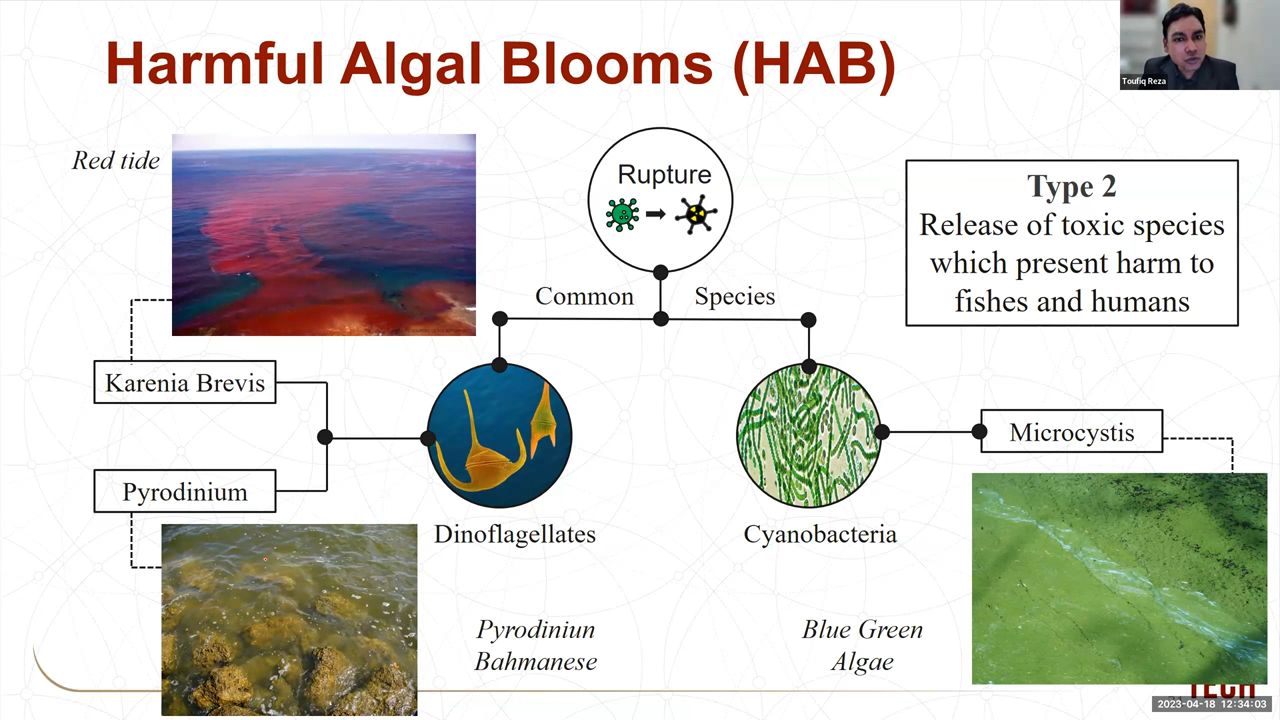 Harmful Algal Blooms (HAB)
Toufiq Reza
Red tide
Rupture
Type 2
Release of toxic species
which present harm to
fishes and humans
Common Species
Karenia Brevis
Microcystis
Pyrodinium
Dinoflagellates
Cyanobacteria
Pyrodiniun
Bahmanese
Blue Green
Algae
TECH
2023-04-18 12:34:03